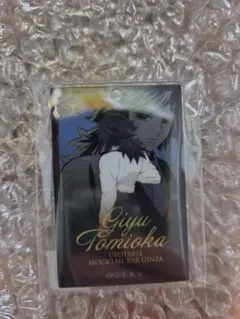 Giyu
Tomioka
UFOTABLE
MOCKTAIL BAR GINZA